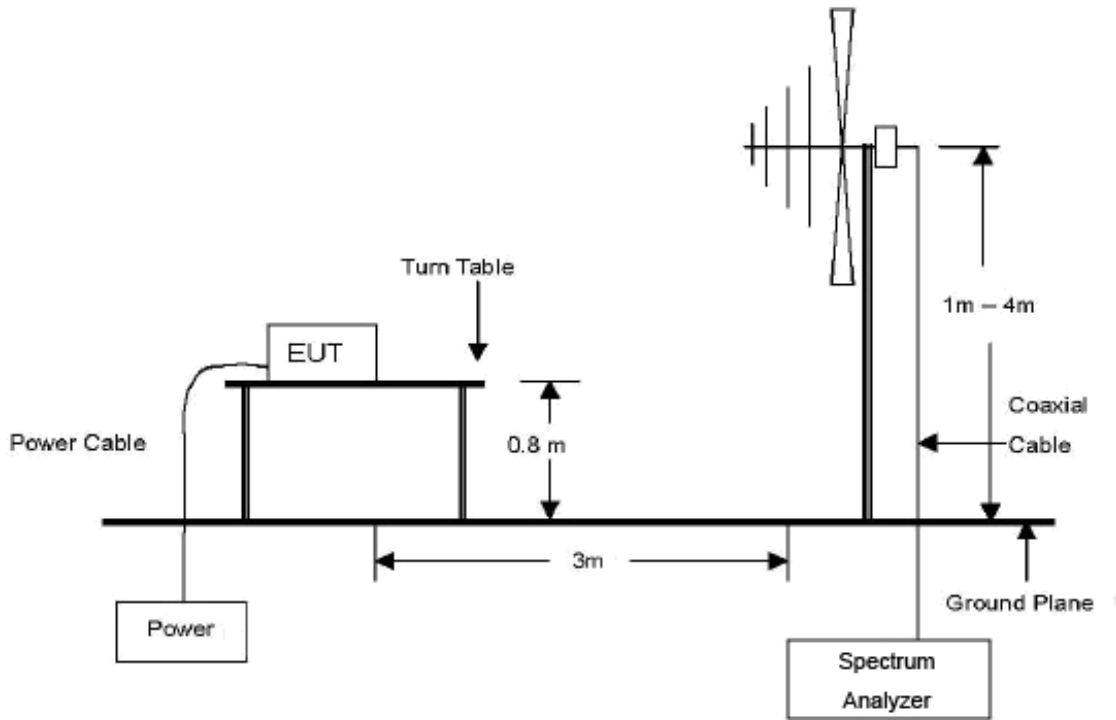 Turn Table
EUT
1m – 4m
Coaxial
Cable
Power Cable
0.8 m
3m
Ground Plane
Power
Spectrum
Analyzer